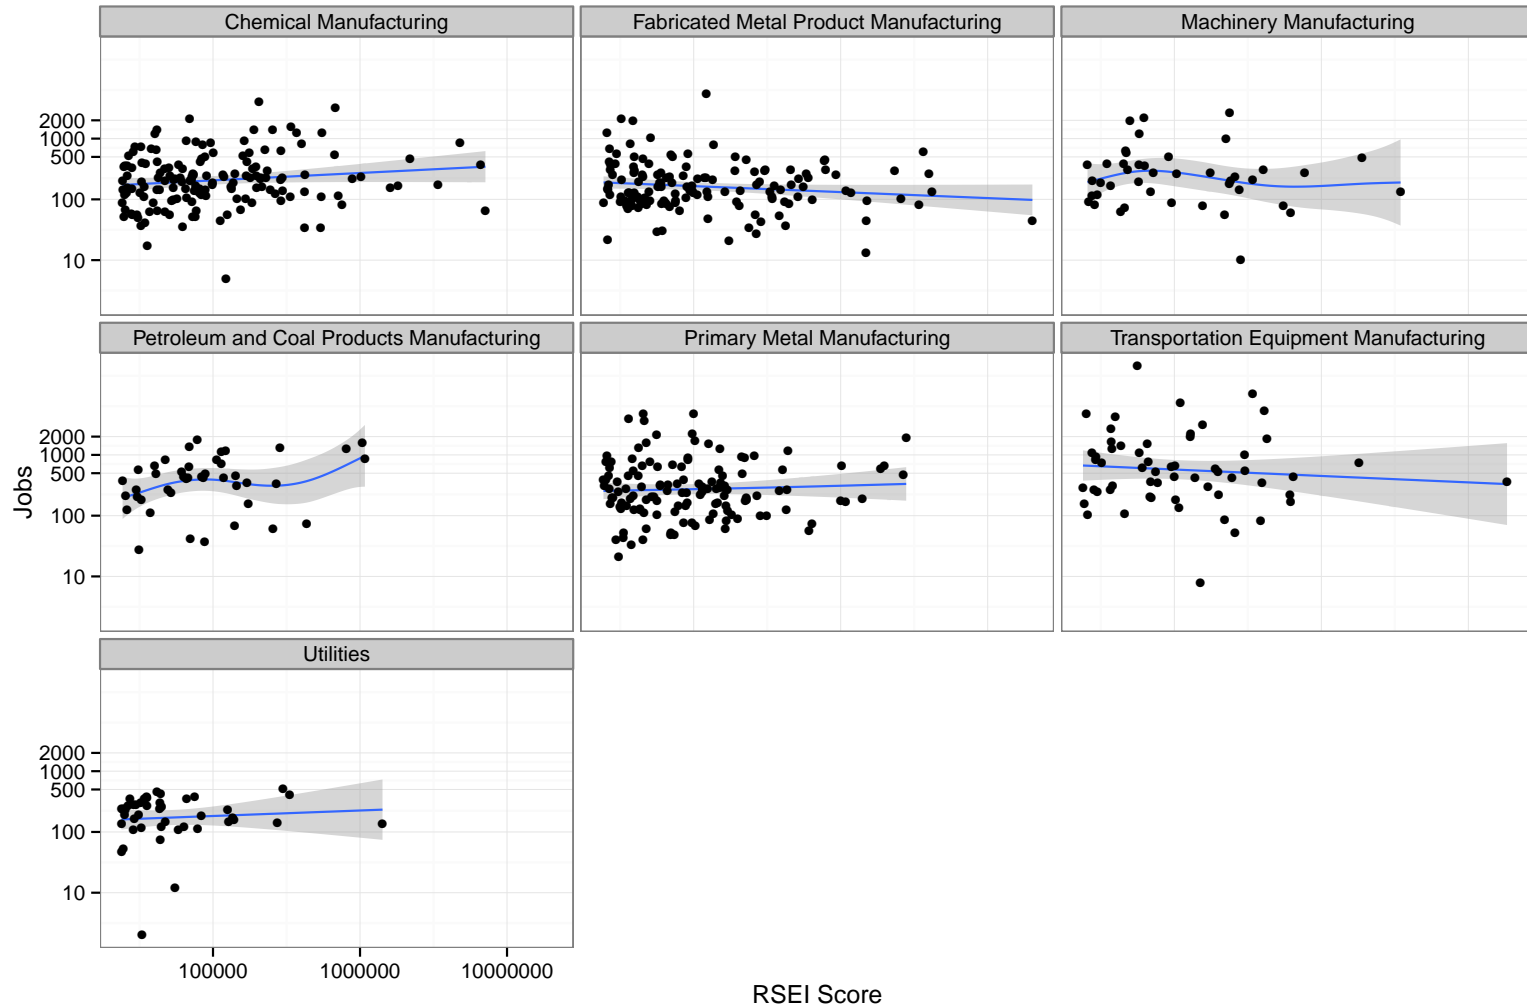 Chemical Manufacturing
Fabricated Metal Product Manufacturing
Machinery Manufacturing
2000
1000
500
100
10
Petroleum and Coal Products Manufacturing
Primary Metal Manufacturing
Transportation Equipment Manufacturing
2000
1000
500
100
10
Jobs
Utilities
2000
1000
500
100
10
100000
1000000
10000000
RSEI Score